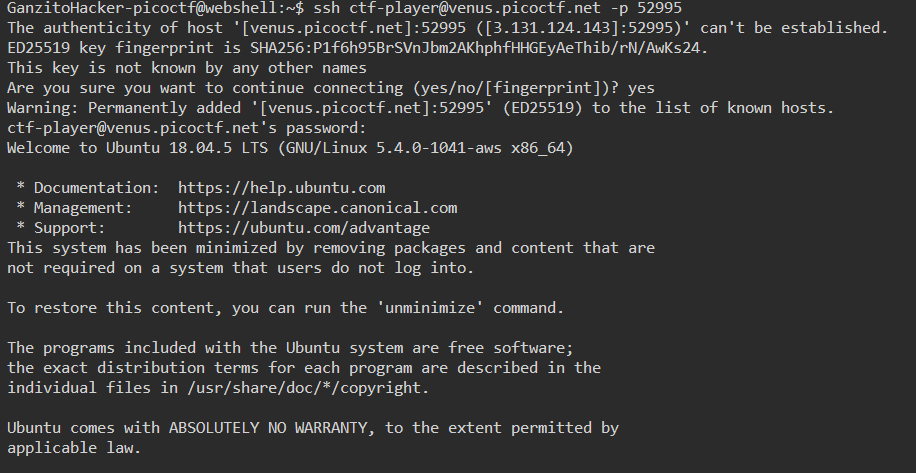 GanzitoHacker-picoctf@webshell:~$ ssh ctf-player@venus.picoctf.net -p 52995
The authenticity of host '[venus.picoctf.net]:52995 ([3.131.124.143]:52995)' can't be established.
ED25519 key fingerprint is SHA256:P1f6h95BrSVnJbm2AKhphfHHGEyAeThib/rN/AwKs24.
This key is not known by any other names
Are you sure you want to continue connecting (yes/no/[fingerprint])? yes
Warning: Permanently added '[venus.picoctf.net]:52995' (ED25519) to the list of known hosts.
ctf-player@venus.picoctf.net's password:
Welcome to Ubuntu 18.04.5 LTS (GNU/Linux 5.4.0-1041-aws x86_64)
* Documentation:  https://help.ubuntu.com
* Management:     https://landscape.canonical.com
* Support:        https://ubuntu.com/advantage
This system has been minimized by removing packages and content that are
not required on a system that users do not log into.
To restore this content, you can run the 'unminimize' command.
The programs included with the Ubuntu system are free software;
the exact distribution terms for each program are described in the
individual files in /usr/share/doc/*/copyright.
Ubuntu comes with ABSOLUTELY NO WARRANTY, to the extent permitted by
applicable law.